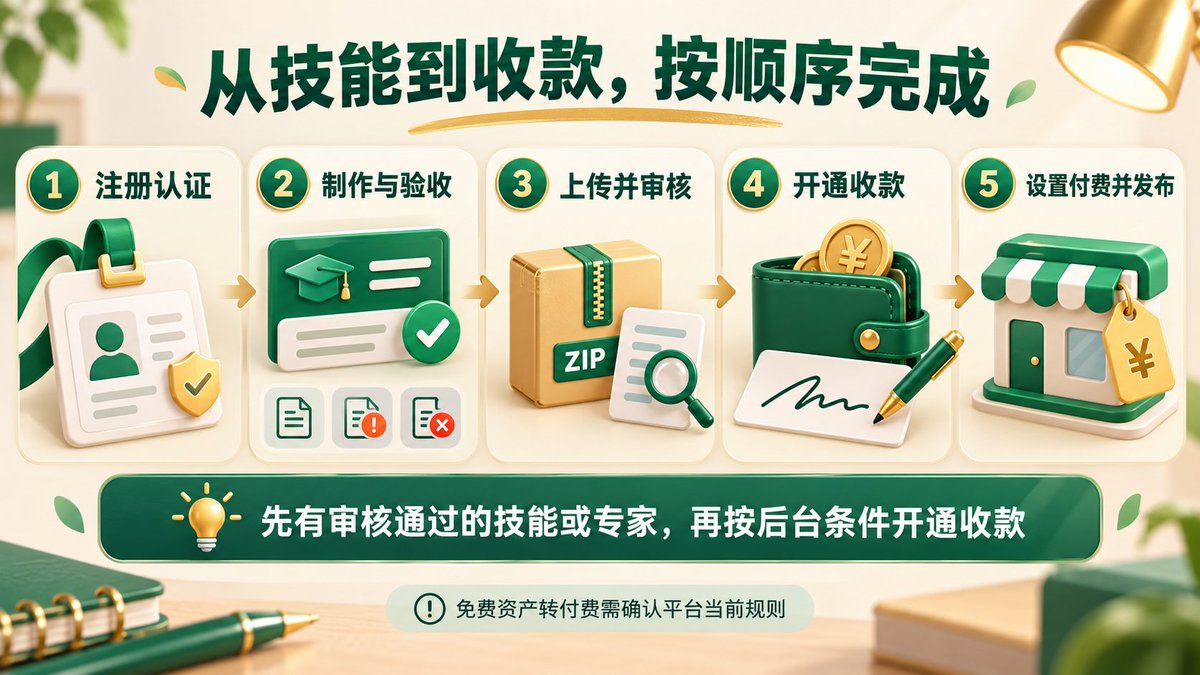 从技能到收款，按顺序完成
1 注册认证
2 制作与验收
3 上传并审核
4 开通收款
5 设置付费并发布
ZIP
¥
¥
先有审核通过的技能或专家，再按后台条件开通收款
! 免费资产转付费需确认平台当前规则